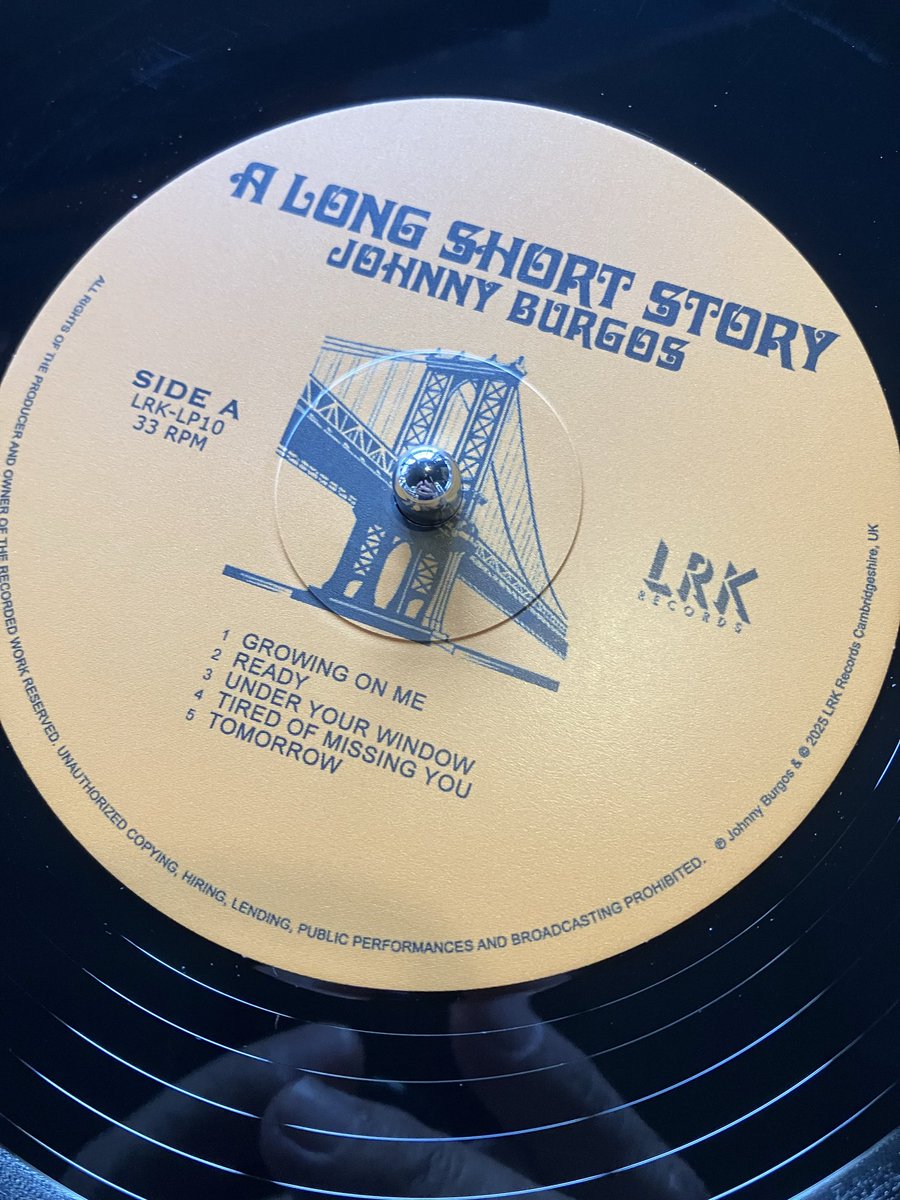 A LONG SHORT STORY
JOHNNY BURGOS
SIDE A
LRK-LP10
33 RPM
LRK
RECORDS
1 GROWING ON ME
2 READY
3 UNDER YOUR WINDOW
4 TIRED OF MISSING YOU
5 TOMORROW
ALL RIGHTS OF THE PRODUCER AND OWNER OF THE RECORDED WORK RESERVED. UNAUTHORIZED COPYING, HIRING, LENDING, PUBLIC PERFORMANCES AND BROADCASTING PROHIBITED. ℗ Johnny Burgos & © 2025 LRK Records Cambridgeshire, UK